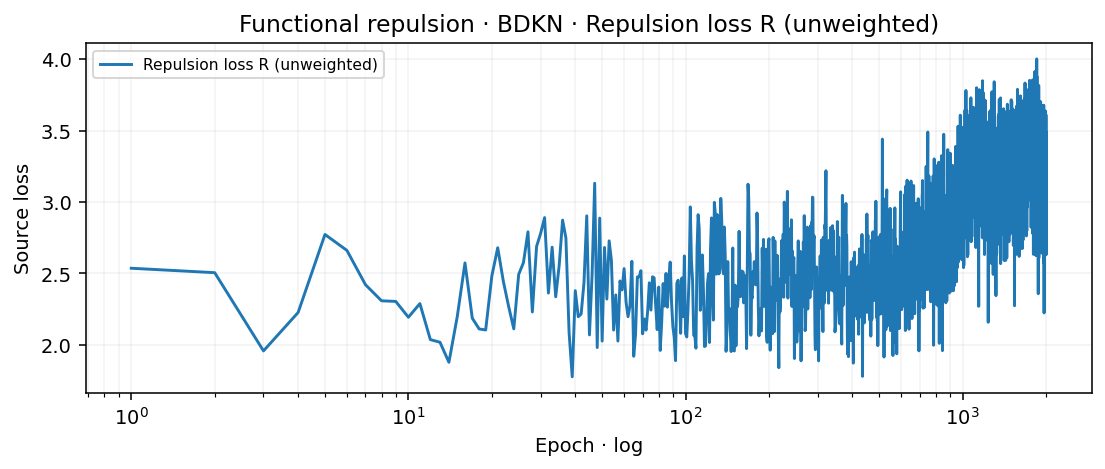 Functional repulsion · BDKN · Repulsion loss R (unweighted)
Repulsion loss R (unweighted)
Source loss
4.0
3.5
3.0
2.5
2.0
10⁰ 10¹ 10² 10³
Epoch · log